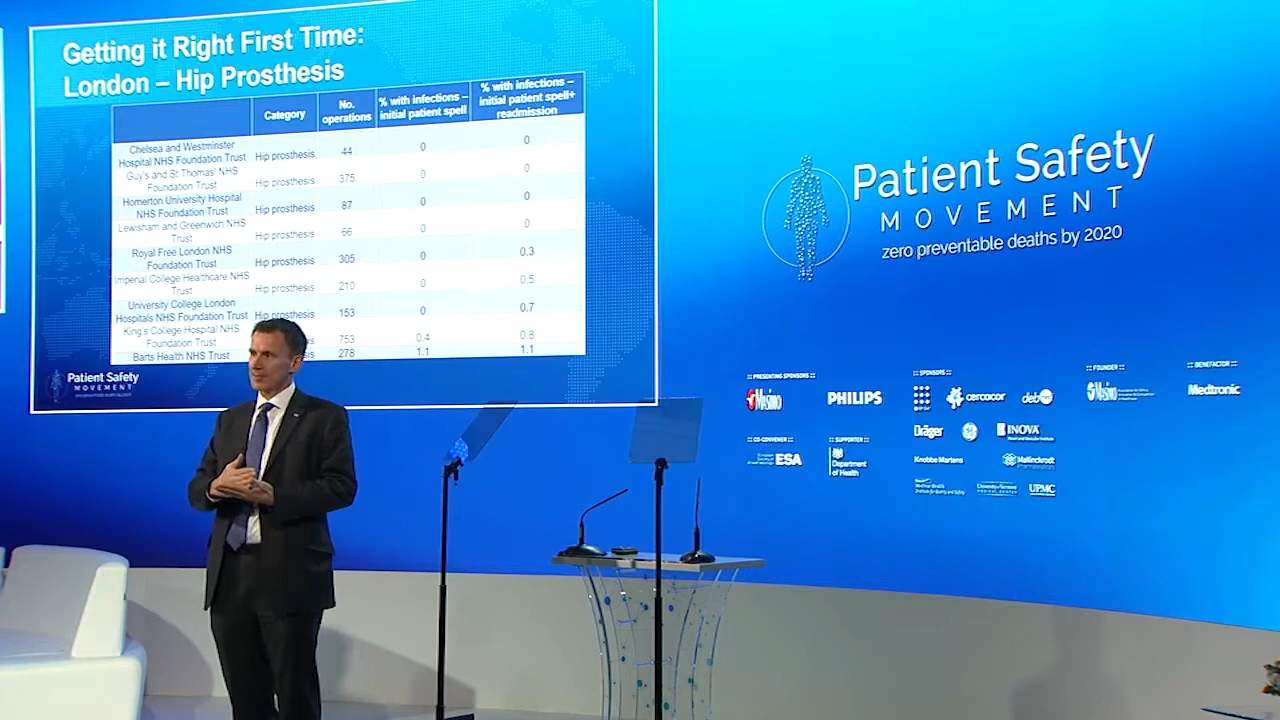 Getting it Right First Time:
London – Hip Prosthesis
Category
No.
operations
% with infections –
initial patient spell
% with infections –
initial patient spell+
readmission
Chelsea and Westminster
Hospital NHS Foundation Trust
Hip prosthesis
44
0
0
Guy's and St Thomas' NHS
Foundation Trust
Hip prosthesis
375
0
0
Homerton University Hospital
NHS Foundation Trust
Hip prosthesis
87
0
0
Lewisham and Greenwich NHS
Trust
Hip prosthesis
66
0
0
Royal Free London NHS
Foundation Trust
Hip prosthesis
305
0
0.3
Imperial College Healthcare NHS
Trust
Hip prosthesis
210
0
0.5
University College London
Hospitals NHS Foundation Trust
Hip prosthesis
153
0
0.7
King's College Hospital NHS
Foundation Trust
753
0.4
0.8
Barts Health NHS Trust
278
1.1
1.1
Patient Safety
MOVEMENT
Patient Safety
MOVEMENT
zero preventable deaths by 2020
PRESENTING SPONSORS
Masimo
PHILIPS
CO-CONVENER
ESA
SUPPORTER
Department
of Health
SPONSORS
cercacor
deb
Dräger
INOVA
Knobbe Martens
Mallinckrodt
UPMC
FOUNDER
Masimo
BENEFACTOR
Medtronic